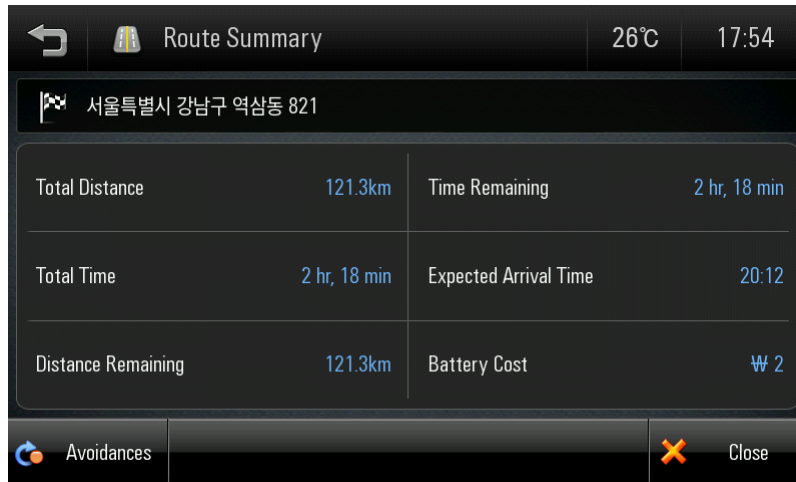 Route Summary 26℃ 17:54
서울특별시 강남구 역삼동 821
Total Distance 121.3km Time Remaining 2 hr, 18 min
Total Time 2 hr, 18 min Expected Arrival Time 20:12
Distance Remaining 121.3km Battery Cost ₩ 2
Avoidances Close